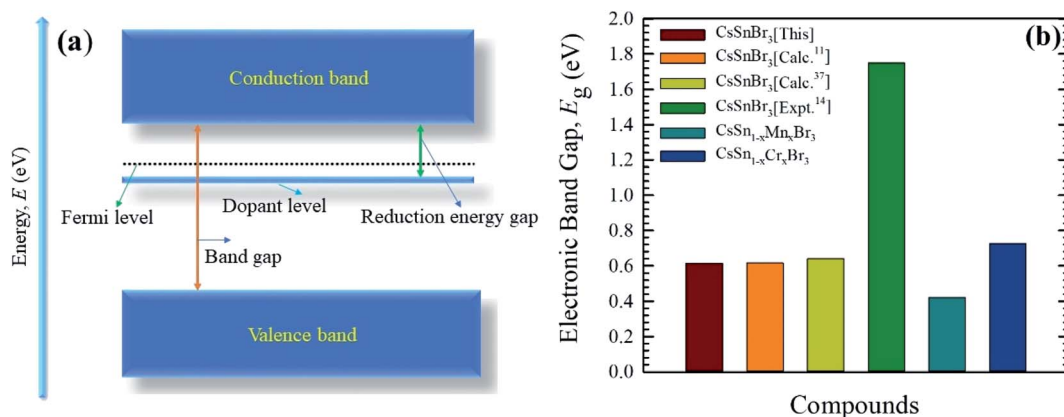 (a)
Energy, E (eV)
Conduction band
Fermi level
Dopant level
Reduction energy gap
Band gap
Valence band
(b)
Electronic Band Gap, E_g (eV)
2.0
1.8
1.6
1.4
1.2
1.0
0.8
0.6
0.4
0.2
0.0
CsSnBr₃[This]
CsSnBr₃[Calc.¹¹]
CsSnBr₃[Calc.³⁷]
CsSnBr₃[Expt.¹⁴]
CsSn₁₋ₓMnₓBr₃
CsSn₁₋ₓCrₓBr₃
Compounds